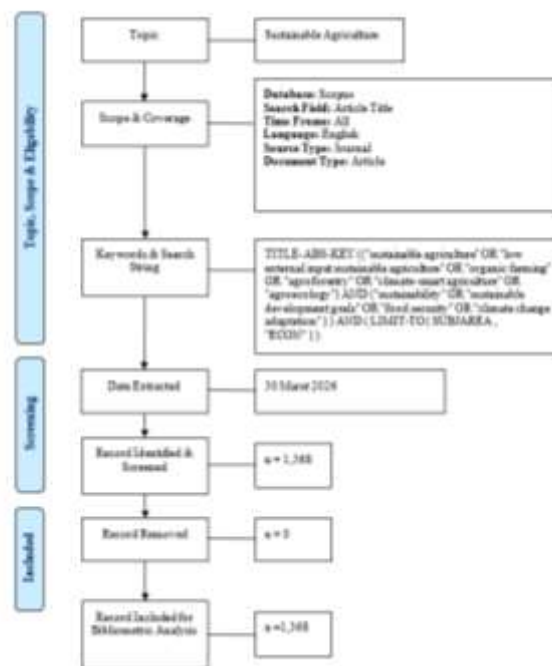 Topic
Sustainable Agriculture
Topic, Scope & Eligibility
Scope & Coverage
Database: Scopus
Search Field: Article Title
Time Frame: All
Language: English
Source Type: Journal
Document Type: Article
Keywords & Search
String
TITLE-ABS-KEY (("sustainable agriculture" OR "low
external input sustainable agriculture" OR "organic farming"
OR "agroforestry" OR "climate-smart agriculture" OR
"agroecology") AND ("sustainability" OR "sustainable
development goals" OR "food security" OR "climate change
adaptation") ) AND ( LIMIT-TO ( SUBJAREA ,
"ECON" ) )
Screening
Data Extracted
30 Maret 2026
Record Identified &
Screened
n = 1,368
Included
Record Removed
n = 0
Record Included for
Bibliometric Analysis
n =1,368